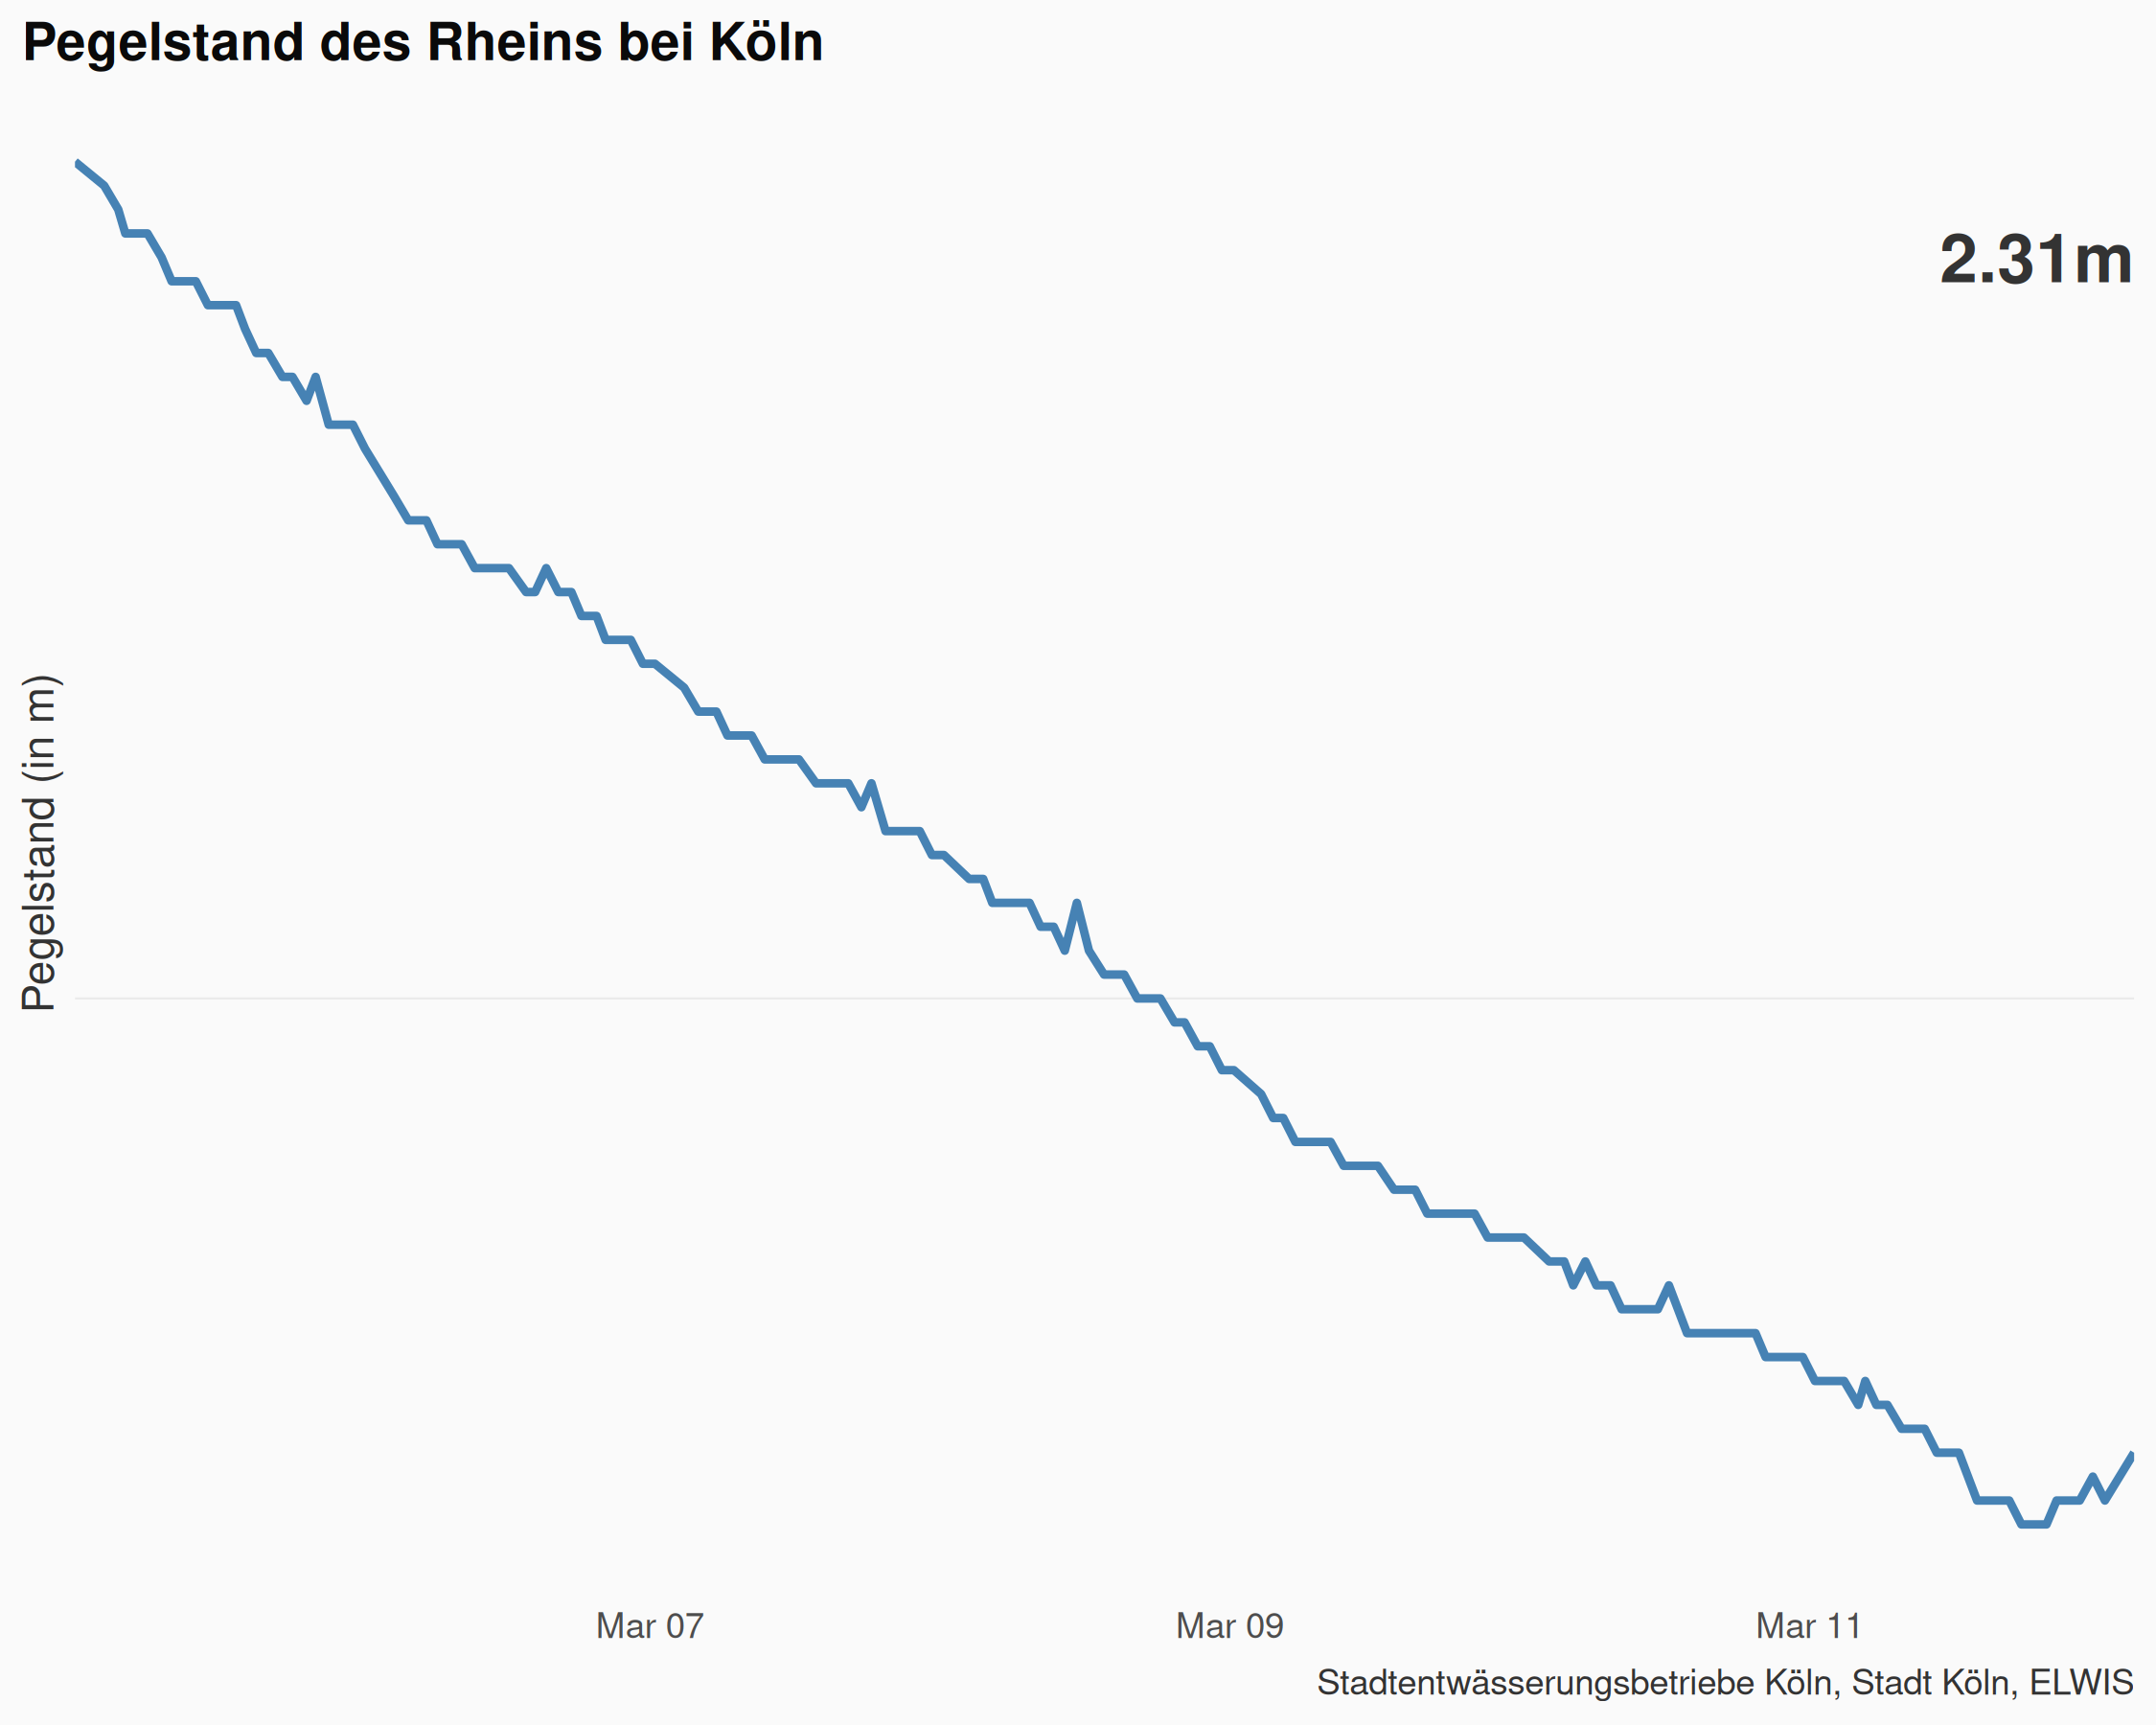 Pegelstand des Rheins bei Köln
2.31m
Pegelstand (in m)
Mar 07
Mar 09
Mar 11
Stadtentwässerungsbetriebe Köln, Stadt Köln, ELWIS